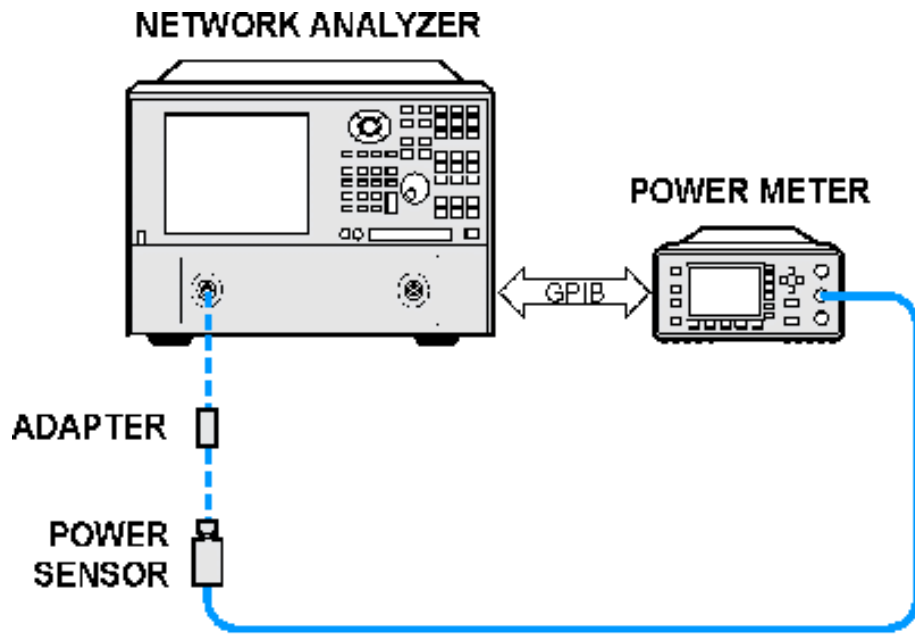 NETWORK ANALYZER
POWER METER
GPIB
ADAPTER
POWER
SENSOR